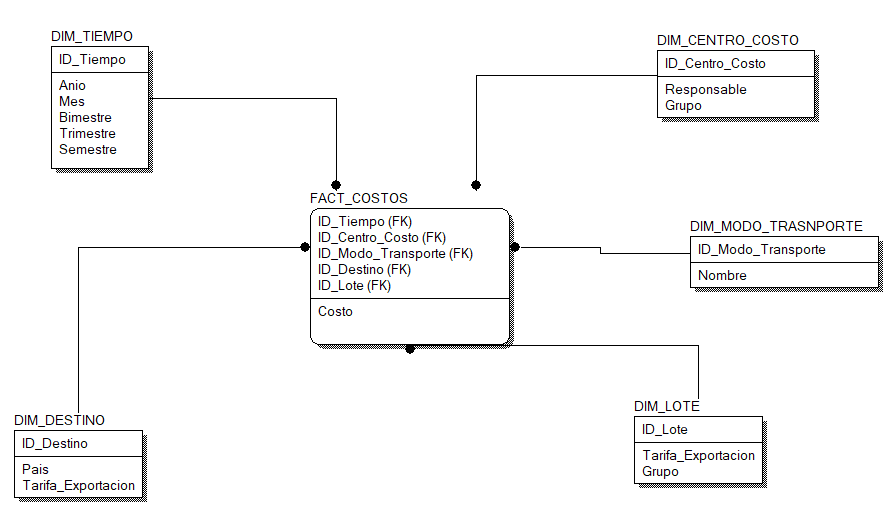 DIM_TIEMPO
ID_Tiempo
Anio
Mes
Bimestre
Trimestre
Semestre
DIM_CENTRO_COSTO
ID_Centro_Costo
Responsable
Grupo
FACT_COSTOS
ID_Tiempo (FK)
ID_Centro_Costo (FK)
ID_Modo_Transporte (FK)
ID_Destino (FK)
ID_Lote (FK)
Costo
DIM_MODO_TRASNPORTE
ID_Modo_Transporte
Nombre
DIM_DESTINO
ID_Destino
Pais
Tarifa_Exportacion
DIM_LOTE
ID_Lote
Tarifa_Exportacion
Grupo